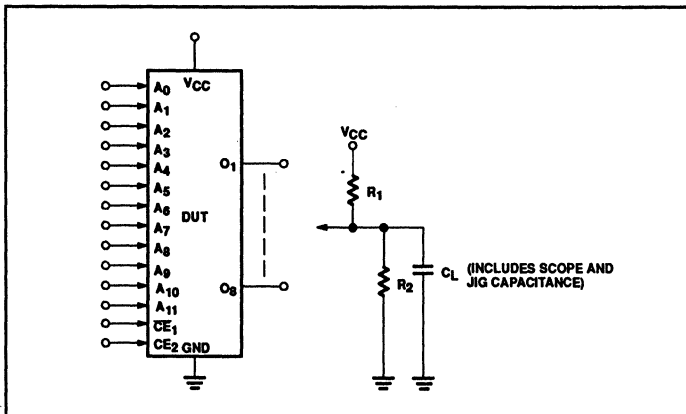 VCC
A0
A1
A2
A3
A4
A5
A6
A7
A8
A9
A10
A11
CE1
CE2 GND
DUT
O1
O8
VCC
R1
R2
CL (INCLUDES SCOPE AND
JIG CAPACITANCE)